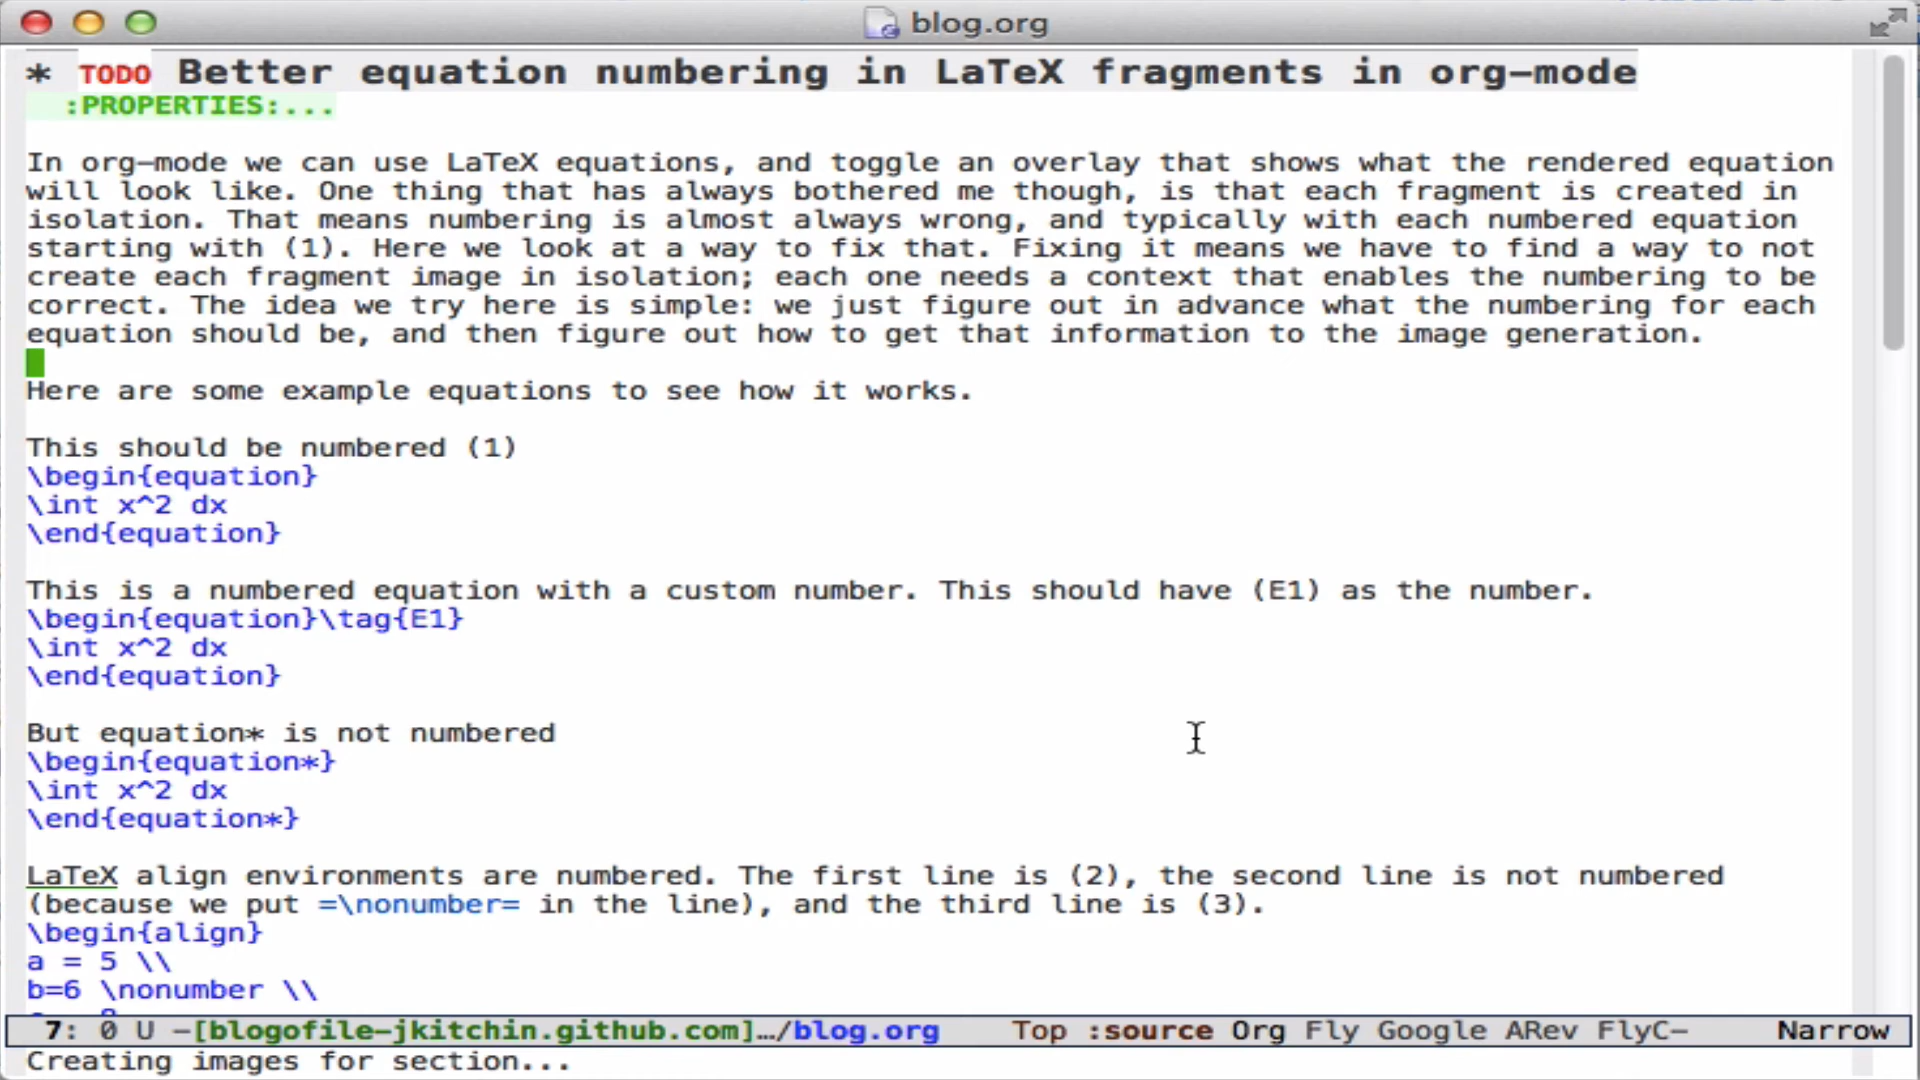 blog.org
* TODO Better equation numbering in LaTeX fragments in org-mode
:PROPERTIES:...
In org-mode we can use LaTeX equations, and toggle an overlay that shows what the rendered equation
will look like. One thing that has always bothered me though, is that each fragment is created in
isolation. That means numbering is almost always wrong, and typically with each numbered equation
starting with (1). Here we look at a way to fix that. Fixing it means we have to find a way to not
create each fragment image in isolation; each one needs a context that enables the numbering to be
correct. The idea we try here is simple: we just figure out in advance what the numbering for each
equation should be, and then figure out how to get that information to the image generation.
Here are some example equations to see how it works.
This should be numbered (1)
\begin{equation}
\int x^2 dx
\end{equation}
This is a numbered equation with a custom number. This should have (E1) as the number.
\begin{equation}\tag{E1}
\int x^2 dx
\end{equation}
But equation* is not numbered
\begin{equation*}
\int x^2 dx
\end{equation*}
LaTeX align environments are numbered. The first line is (2), the second line is not numbered
(because we put =\nonumber= in the line), and the third line is (3).
\begin{align}
a = 5 \\
b=6 \nonumber \\
7: 0 U -[blogofile-jkitchin.github.com]…/blog.org Top :source Org Fly Google ARev FlyC- Narrow
Creating images for section...